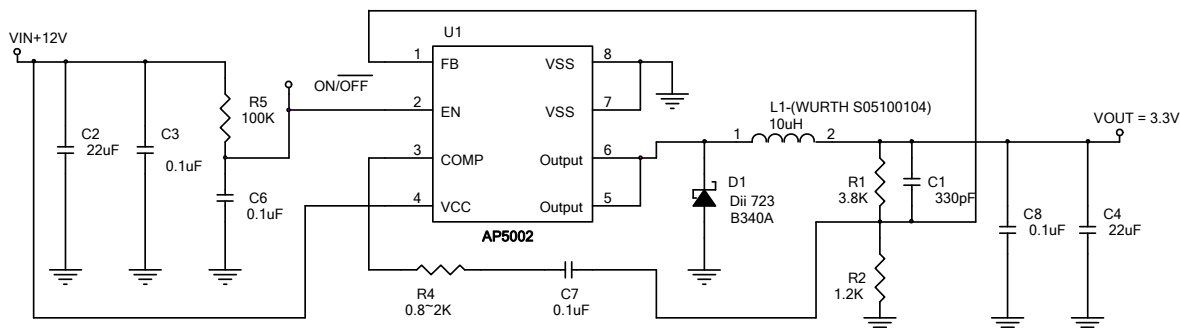 VIN+12V
U1
1
FB
VSS
8
ON/OFF
2
EN
VSS
7
R5
100K
L1-(WURTH S05100104)
10uH
1
2
VOUT = 3.3V
C2
22uF
C3
0.1uF
3
COMP
Output
6
C6
0.1uF
4
VCC
Output
5
AP5002
D1
Dii 723
B340A
R1
3.8K
C1
330pF
C8
0.1uF
C4
22uF
R4
0.8~2K
C7
0.1uF
R2
1.2K